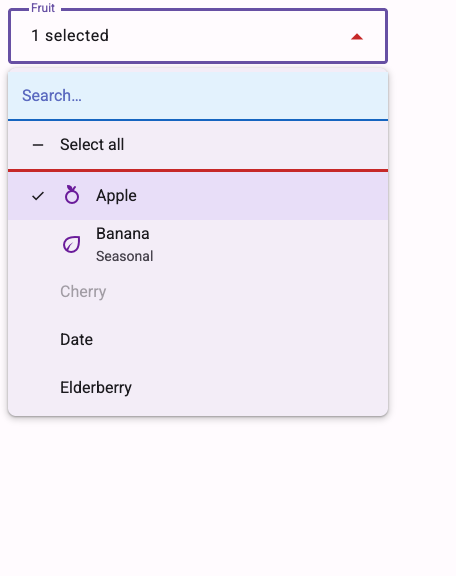 Fruit
1 selected
Search...
Select all
Apple
Banana
Seasonal
Cherry
Date
Elderberry